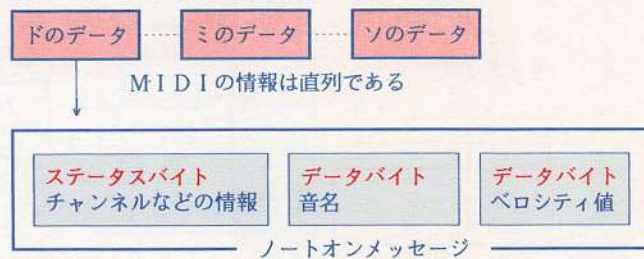 ドのデータ ミのデータ ソのデータ
MIDIの情報は直列である
ステータスバイト データバイト データバイト
チャンネルなどの情報 音名 ベロシティ値
ノートオンメッセージ